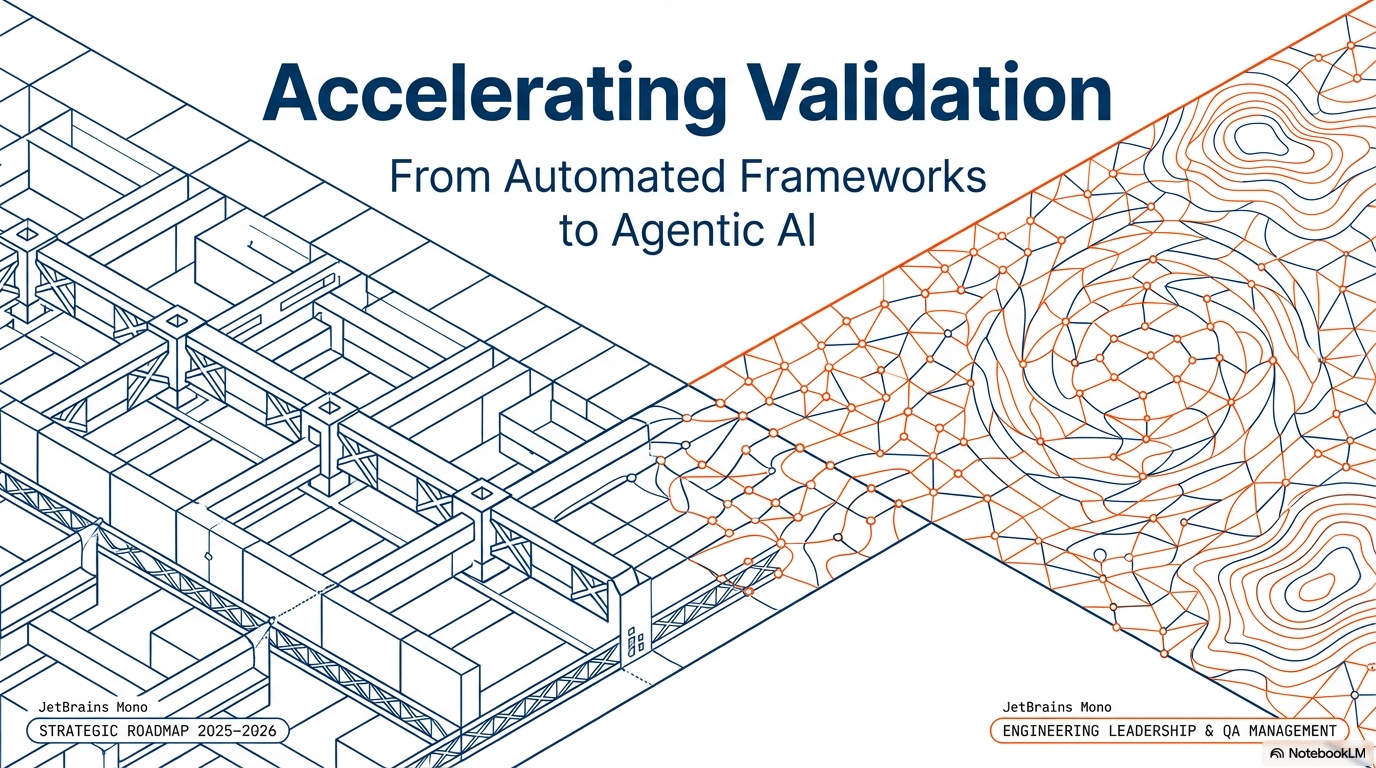 Accelerating Validation
From Automated Frameworks
to Agentic AI
JetBrains Mono
STRATEGIC ROADMAP 2025–2026
JetBrains Mono
ENGINEERING LEADERSHIP & QA MANAGEMENT
NotebookLM